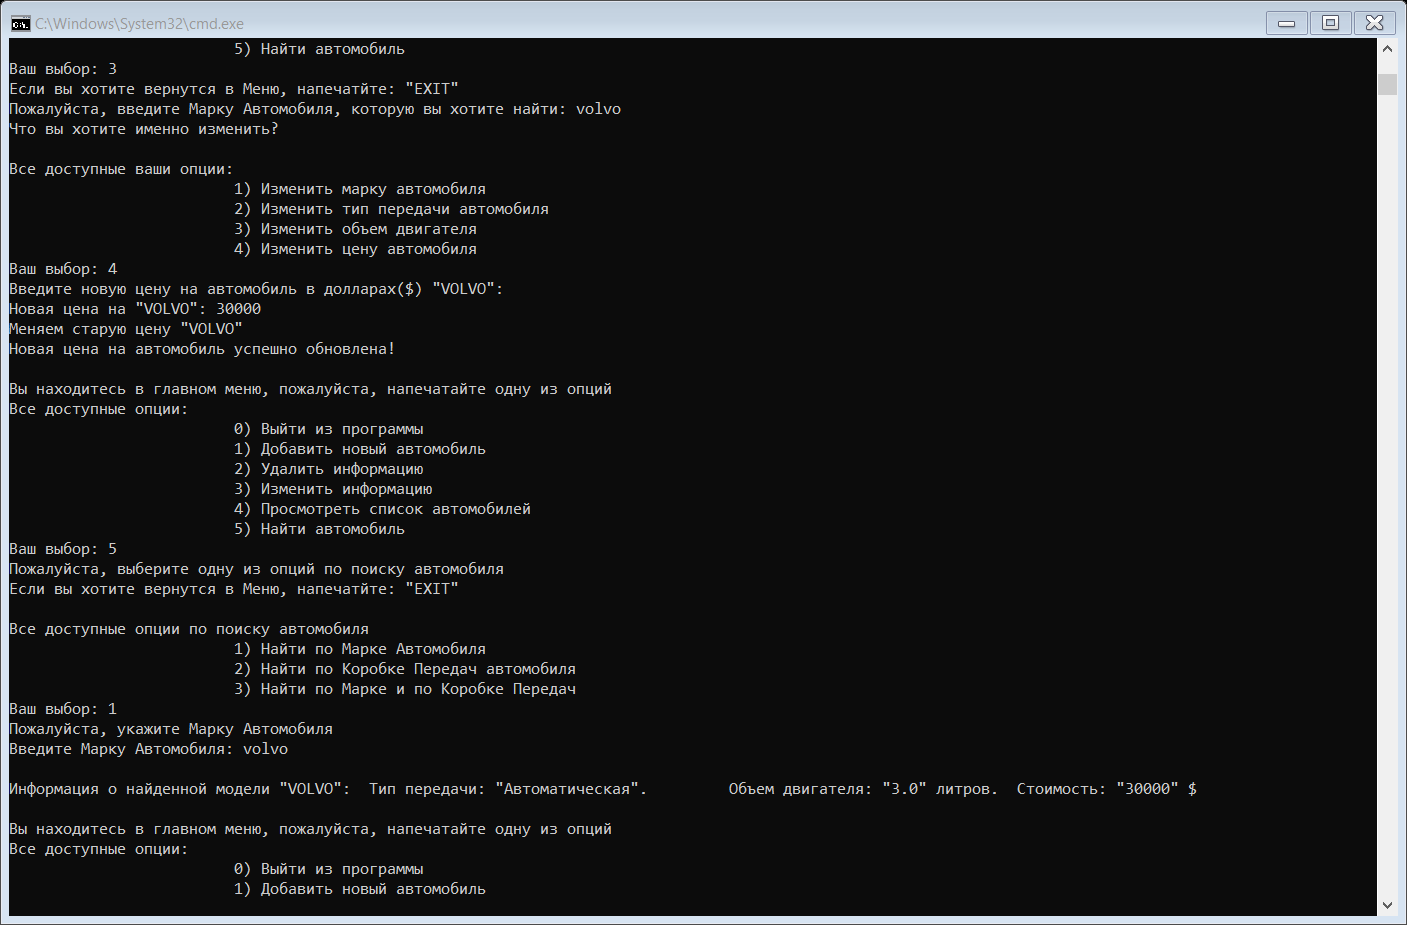 C:\Windows\System32\cmd.exe
5) Найти автомобиль
Ваш выбор: 3
Если вы хотите вернутся в Меню, напечатйте: "EXIT"
Пожалуйста, введите Марку Автомобиля, которую вы хотите найти: volvo
Что вы хотите именно изменить?
Все доступные ваши опции:
1) Изменить марку автомобиля
2) Изменить тип передачи автомобиля
3) Изменить объем двигателя
4) Изменить цену автомобиля
Ваш выбор: 4
Введите новую цену на автомобиль в долларах($) "VOLVO":
Новая цена на "VOLVO": 30000
Меняем старую цену "VOLVO"
Новая цена на автомобиль успешно обновлена!
Вы находитесь в главном меню, пожалуйста, напечатайте одну из опций
Все доступные опции:
0) Выйти из программы
1) Добавить новый автомобиль
2) Удалить информацию
3) Изменить информацию
4) Просмотреть список автомобилей
5) Найти автомобиль
Ваш выбор: 5
Пожалуйста, выберите одну из опций по поиску автомобиля
Если вы хотите вернутся в Меню, напечатйте: "EXIT"
Все доступные опции по поиску автомобиля
1) Найти по Марке Автомобиля
2) Найти по Коробке Передач автомобиля
3) Найти по Марке и по Коробке Передач
Ваш выбор: 1
Пожалуйста, укажите Марку Автомобиля
Введите Марку Автомобиля: volvo
Информация о найденной модели "VOLVO":  Тип передачи: "Автоматическая".         Объем двигателя: "3.0" литров.  Стоимость: "30000" $
Вы находитесь в главном меню, пожалуйста, напечатайте одну из опций
Все доступные опции:
0) Выйти из программы
1) Добавить новый автомобиль